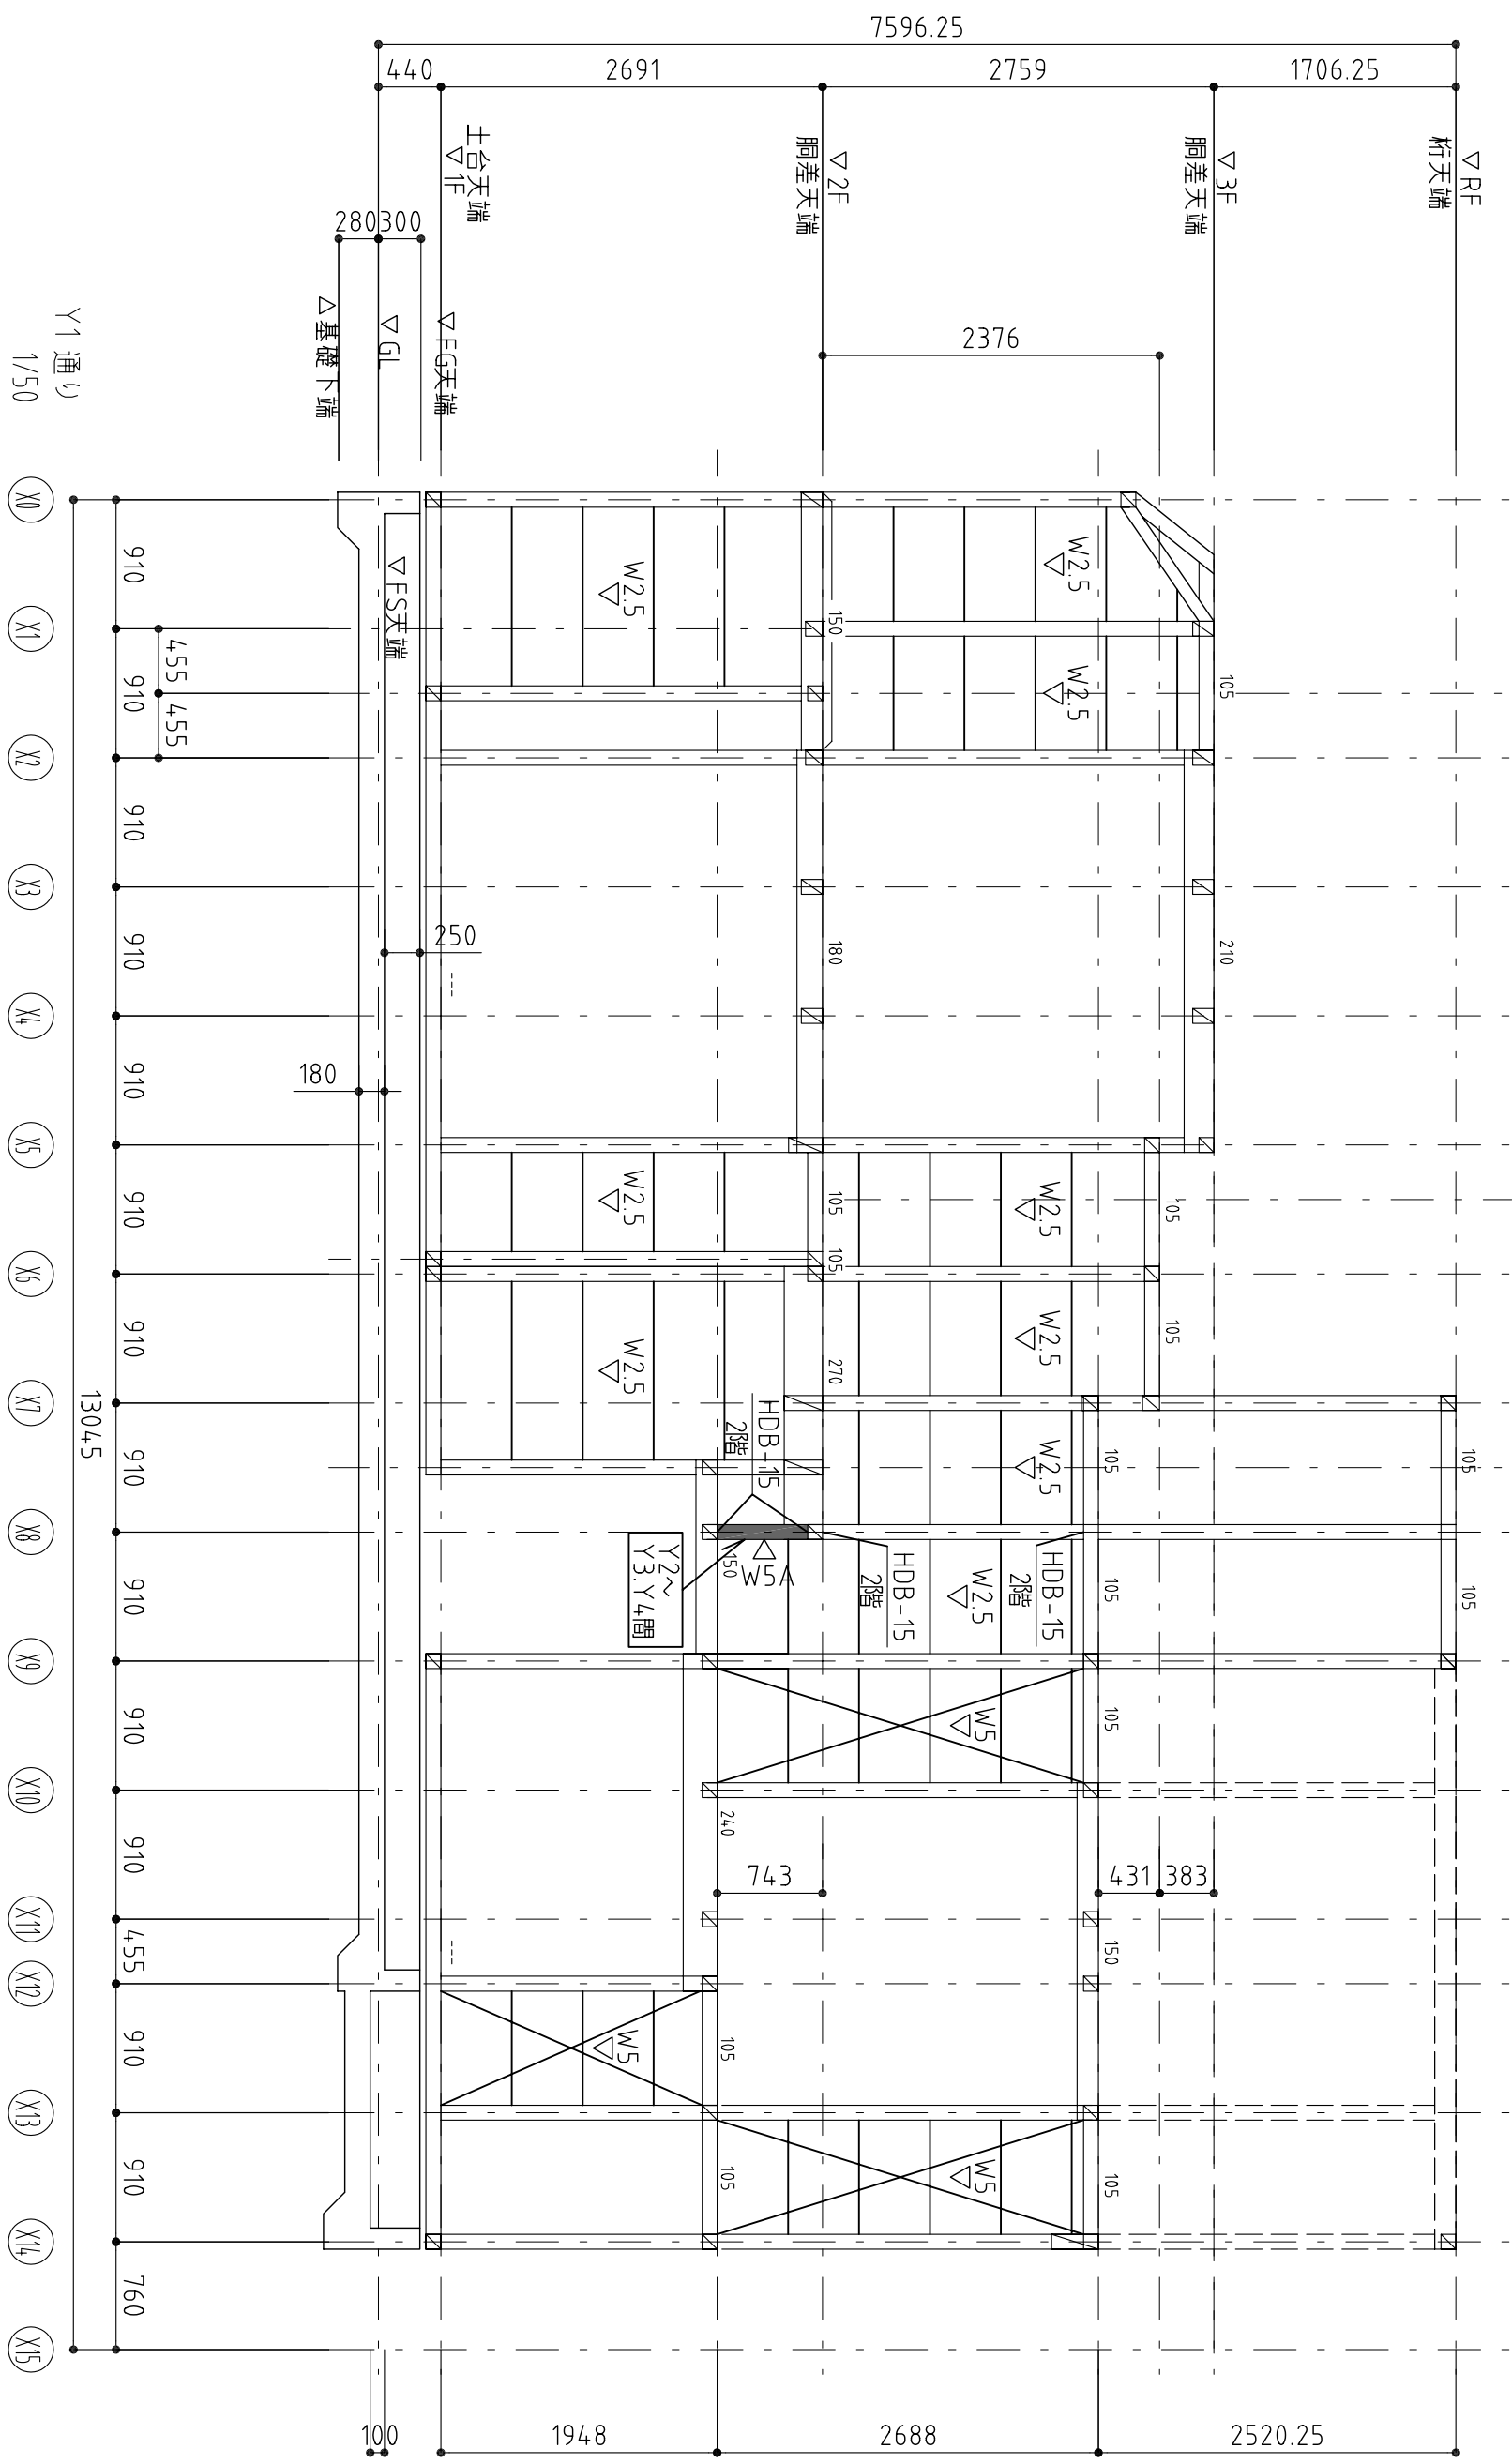 7596.25
440
2691
2759
1706.25
土台天端
▽1F
▽2F
胴差天端
▽3F
胴差天端
▽RF
桁天端
280
300
▽基礎下端
▽GL
▽FG天端
2376
Y1 通り
1/50
X0
910
▽FS天端
W2.5
W2.5
X1
455
910
455
150
W2.5
105
X2
910
X3
910
250
---
180
210
X4
910
180
X5
910
W2.5
105
W2.5
105
105
X6
910
W2.5
270
W2.5
105
X7
13045
910
HDB-15
2階
W2.5
105
105
X8
910
Y2~
Y3.Y4間
150
W5A
HDB-15
2階
W2.5
HDB-15
2階
105
105
X9
910
W5
105
X10
910
240
743
431
383
X11
455
---
150
X12
910
W5
105
X13
910
105
W5
105
X14
760
X15
100
1948
2688
2520.25